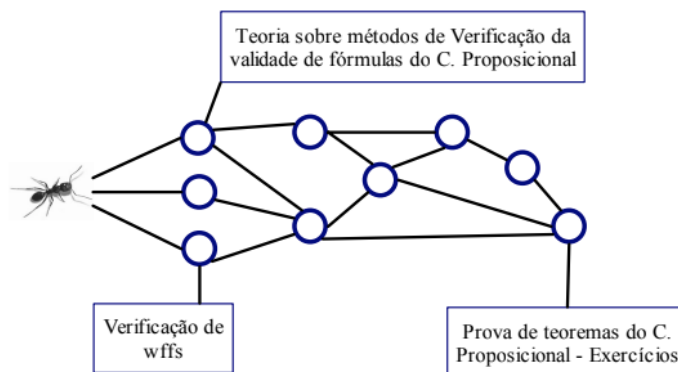 Teoria sobre métodos de Verificação da
validade de fórmulas do C. Proposicional
Verificação de
wffs
Prova de teoremas do C.
Proposicional - Exercícios